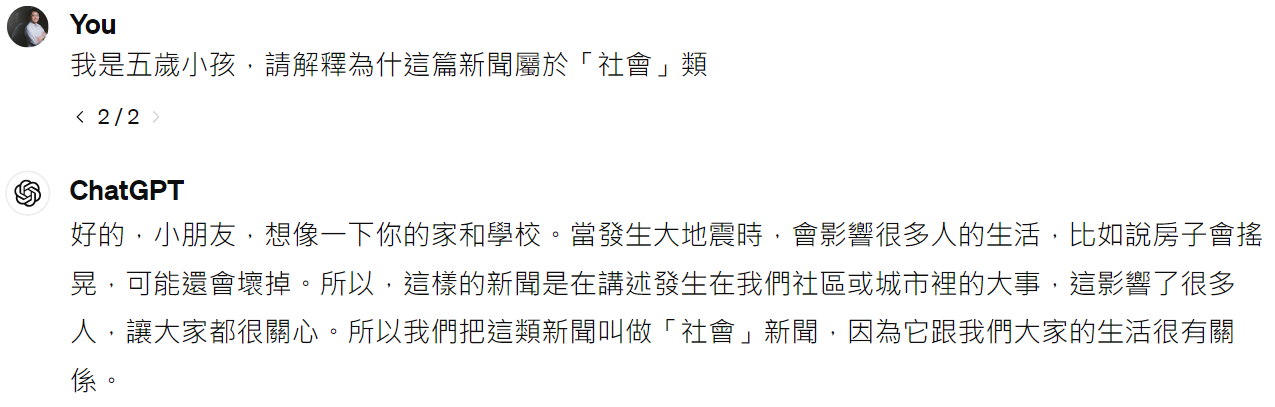 You
我是五歲小孩，請解釋為什這篇新聞屬於「社會」類
2 / 2
ChatGPT
好的，小朋友，想像一下你的家和學校。當發生大地震時，會影響很多人的生活，比如說房子會搖
晃，可能還會壞掉。所以，這樣的新聞是在講述發生在我們社區或城市裡的大事，這影響了很多
人，讓大家都很關心。所以我們把這類新聞叫做「社會」新聞，因為它跟我們大家的生活很有關
係。